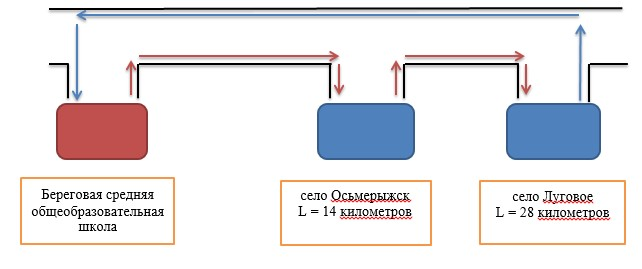 Береговая средняя
общеобразовательная
школа
село Осьмерыжск
L = 14 километров
село Луговое
L = 28 километров